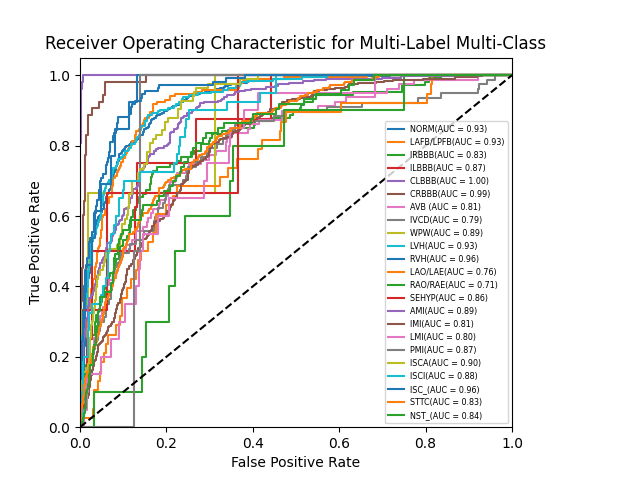 Receiver Operating Characteristic for Multi-Label Multi-Class
1.0
0.8
0.6
0.4
0.2
0.0
True Positive Rate
NORM(AUC = 0.93)
LAFB/LPFB(AUC = 0.93)
IRBBB(AUC = 0.83)
ILBBB(AUC = 0.87)
CLBBB(AUC = 1.00)
CRBBB(AUC = 0.99)
AVB (AUC = 0.81)
IVCD(AUC = 0.79)
WPW(AUC = 0.89)
LVH(AUC = 0.93)
RVH(AUC = 0.96)
LAO/LAE(AUC = 0.76)
RAO/RAE(AUC = 0.71)
SEHYP(AUC = 0.86)
AMI(AUC = 0.89)
IMI(AUC = 0.81)
LMI(AUC = 0.80)
PMI(AUC = 0.87)
ISCA(AUC = 0.90)
ISCI(AUC = 0.88)
ISC_(AUC = 0.96)
STTC(AUC = 0.83)
NST_(AUC = 0.84)
0.0 0.2 0.4 0.6 0.8 1.0
False Positive Rate